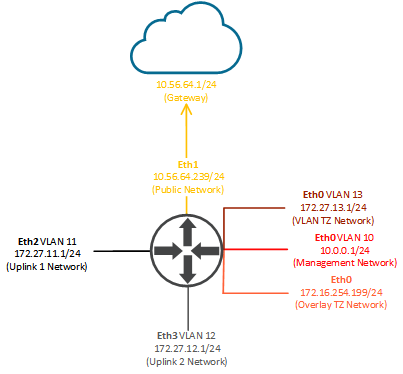 10.56.64.1/24
(Gateway)
Eth1
10.56.64.239/24
(Public Network)
Eth0 VLAN 13
172.27.13.1/24
(VLAN TZ Network)
Eth0 VLAN 10
10.0.0.1/24
(Management Network)
Eth0
172.16.254.199/24
(Overlay TZ Network)
Eth2 VLAN 11
172.27.11.1/24
(Uplink 1 Network)
Eth3 VLAN 12
172.27.12.1/24
(Uplink 2 Network)